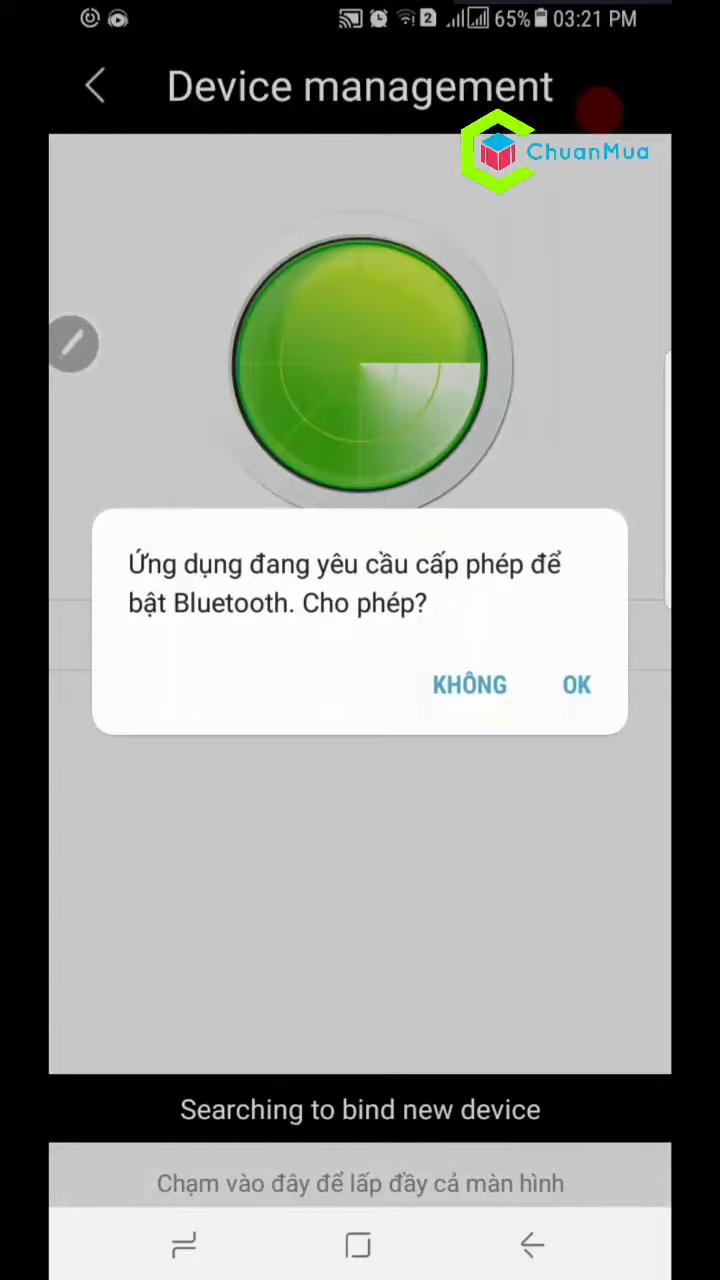 2 65% 03:21 PM
Device management
ChuanMua
Ứng dụng đang yêu cầu cấp phép để
bật Bluetooth. Cho phép?
KHÔNG OK
Searching to bind new device
Chạm vào đây để lấp đầy cả màn hình